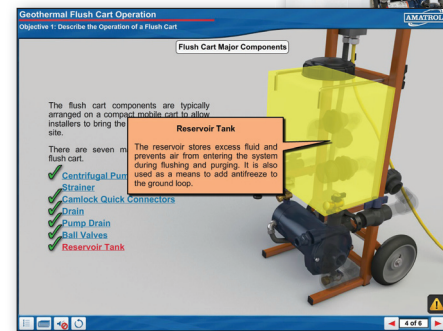 Geothermal Flush Cart Operation
Objective 1: Describe the Operation of a Flush Cart
AMATROL
Flush Cart Major Components
The flush cart components are typically
arranged on a compact mobile cart to allow
installers to bring the
site.
There are seven
flush cart.
Reservoir Tank
The reservoir stores excess fluid and
prevents air from entering the system
during flushing and purging. It is also
used as a means to add antifreeze to
the ground loop.
Centrifugal Pump
Strainer
Camlock Quick Connectors
Drain
Pump Drain
Ball Valves
Reservoir Tank
4 of 6